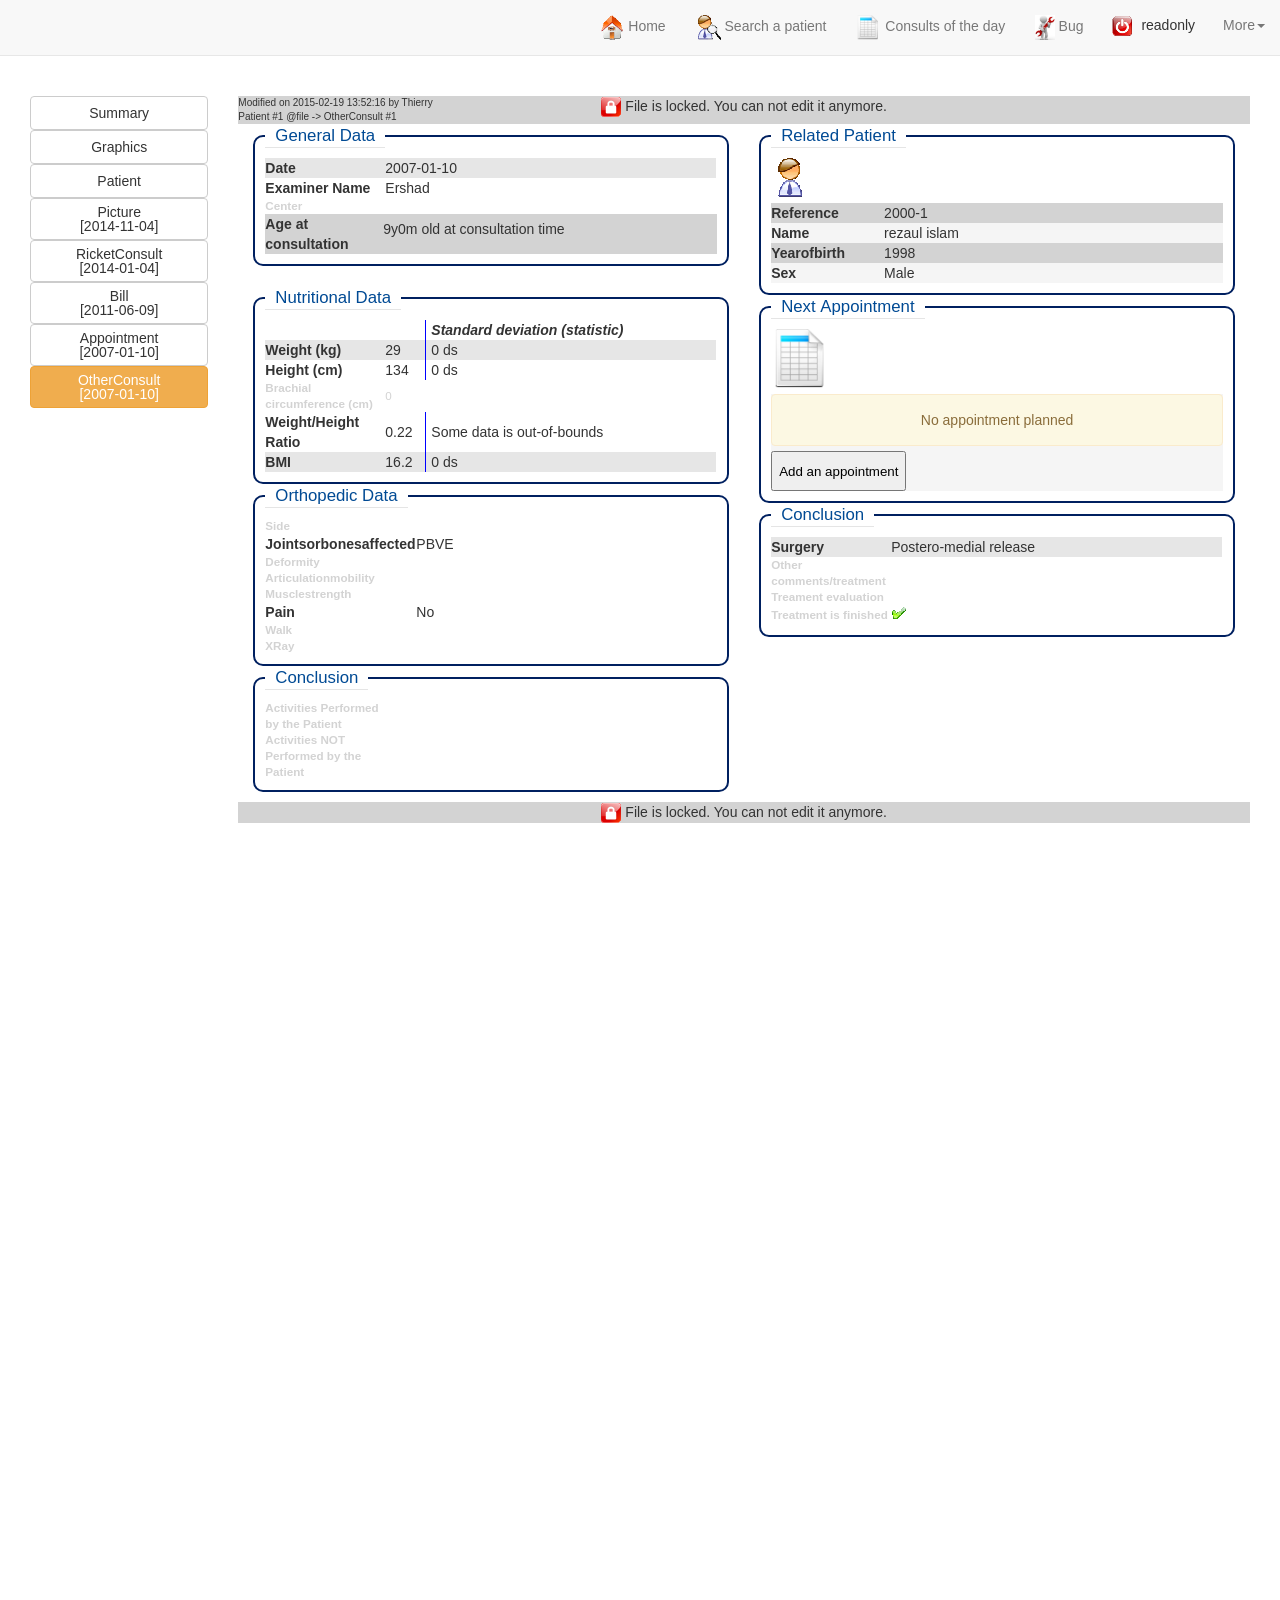 Home Search a patient Consults of the day Bug readonly More
Summary
Graphics
Patient
Picture
[2014-11-04]
RicketConsult
[2014-01-04]
Bill
[2011-06-09]
Appointment
[2007-01-10]
OtherConsult
[2007-01-10]
Modified on 2015-02-19 13:52:16 by Thierry
Patient #1 @file -> OtherConsult #1
File is locked. You can not edit it anymore.
General Data
Date 2007-01-10
Examiner Name Ershad
Center
Age at
consultation
9y0m old at consultation time
Nutritional Data
Standard deviation (statistic)
Weight (kg) 29 0 ds
Height (cm) 134 0 ds
Brachial
circumference (cm)
0
Weight/Height
Ratio
0.22 Some data is out-of-bounds
BMI 16.2 0 ds
Orthopedic Data
Side
Jointsorbonesaffected PBVE
Deformity
Articulationmobility
Musclestrength
Pain No
Walk
XRay
Conclusion
Activities Performed
by the Patient
Activities NOT
Performed by the
Patient
Related Patient
Reference 2000-1
Name rezaul islam
Yearofbirth 1998
Sex Male
Next Appointment
No appointment planned
Add an appointment
Conclusion
Surgery Postero-medial release
Other
comments/treatment
Treament evaluation
Treatment is finished
File is locked. You can not edit it anymore.